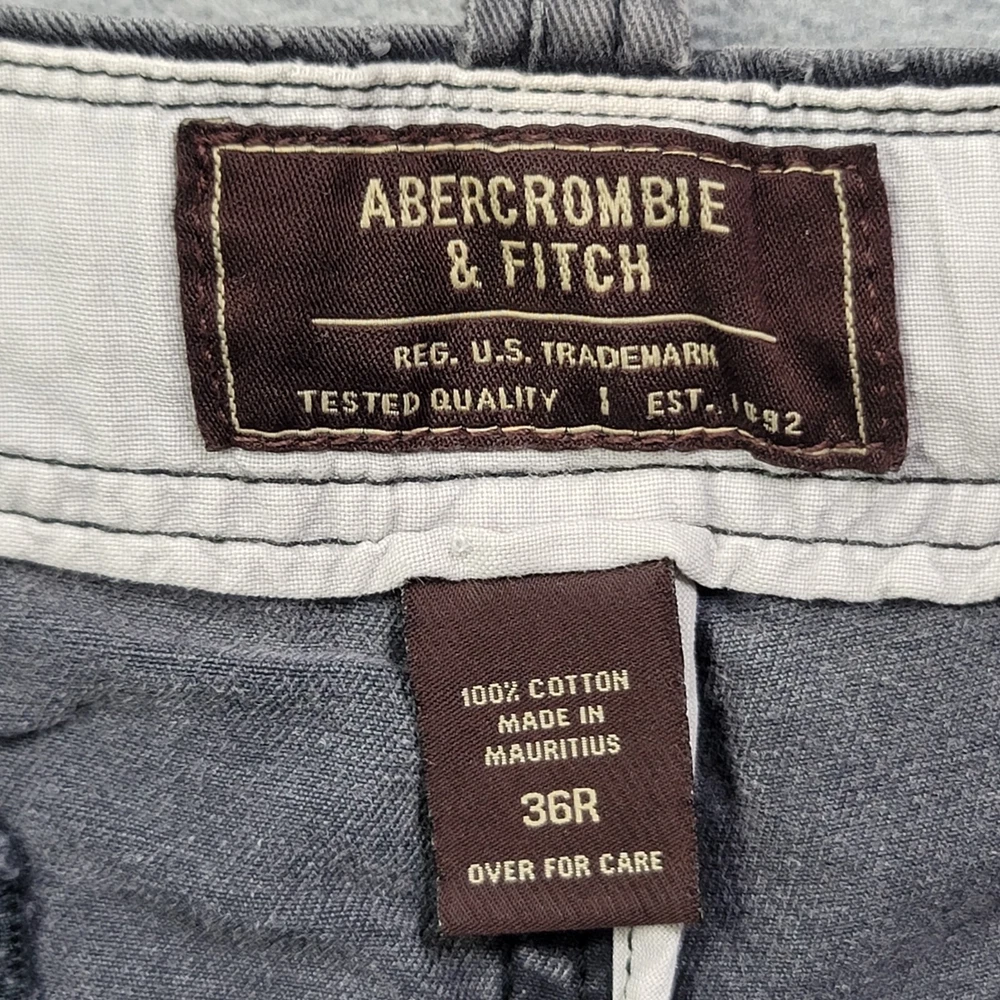 ABERCROMBIE
& FITCH
REG. U.S. TRADEMARK
TESTED QUALITY | EST. 1892
100% COTTON
MADE IN
MAURITIUS
36R
OVER FOR CARE